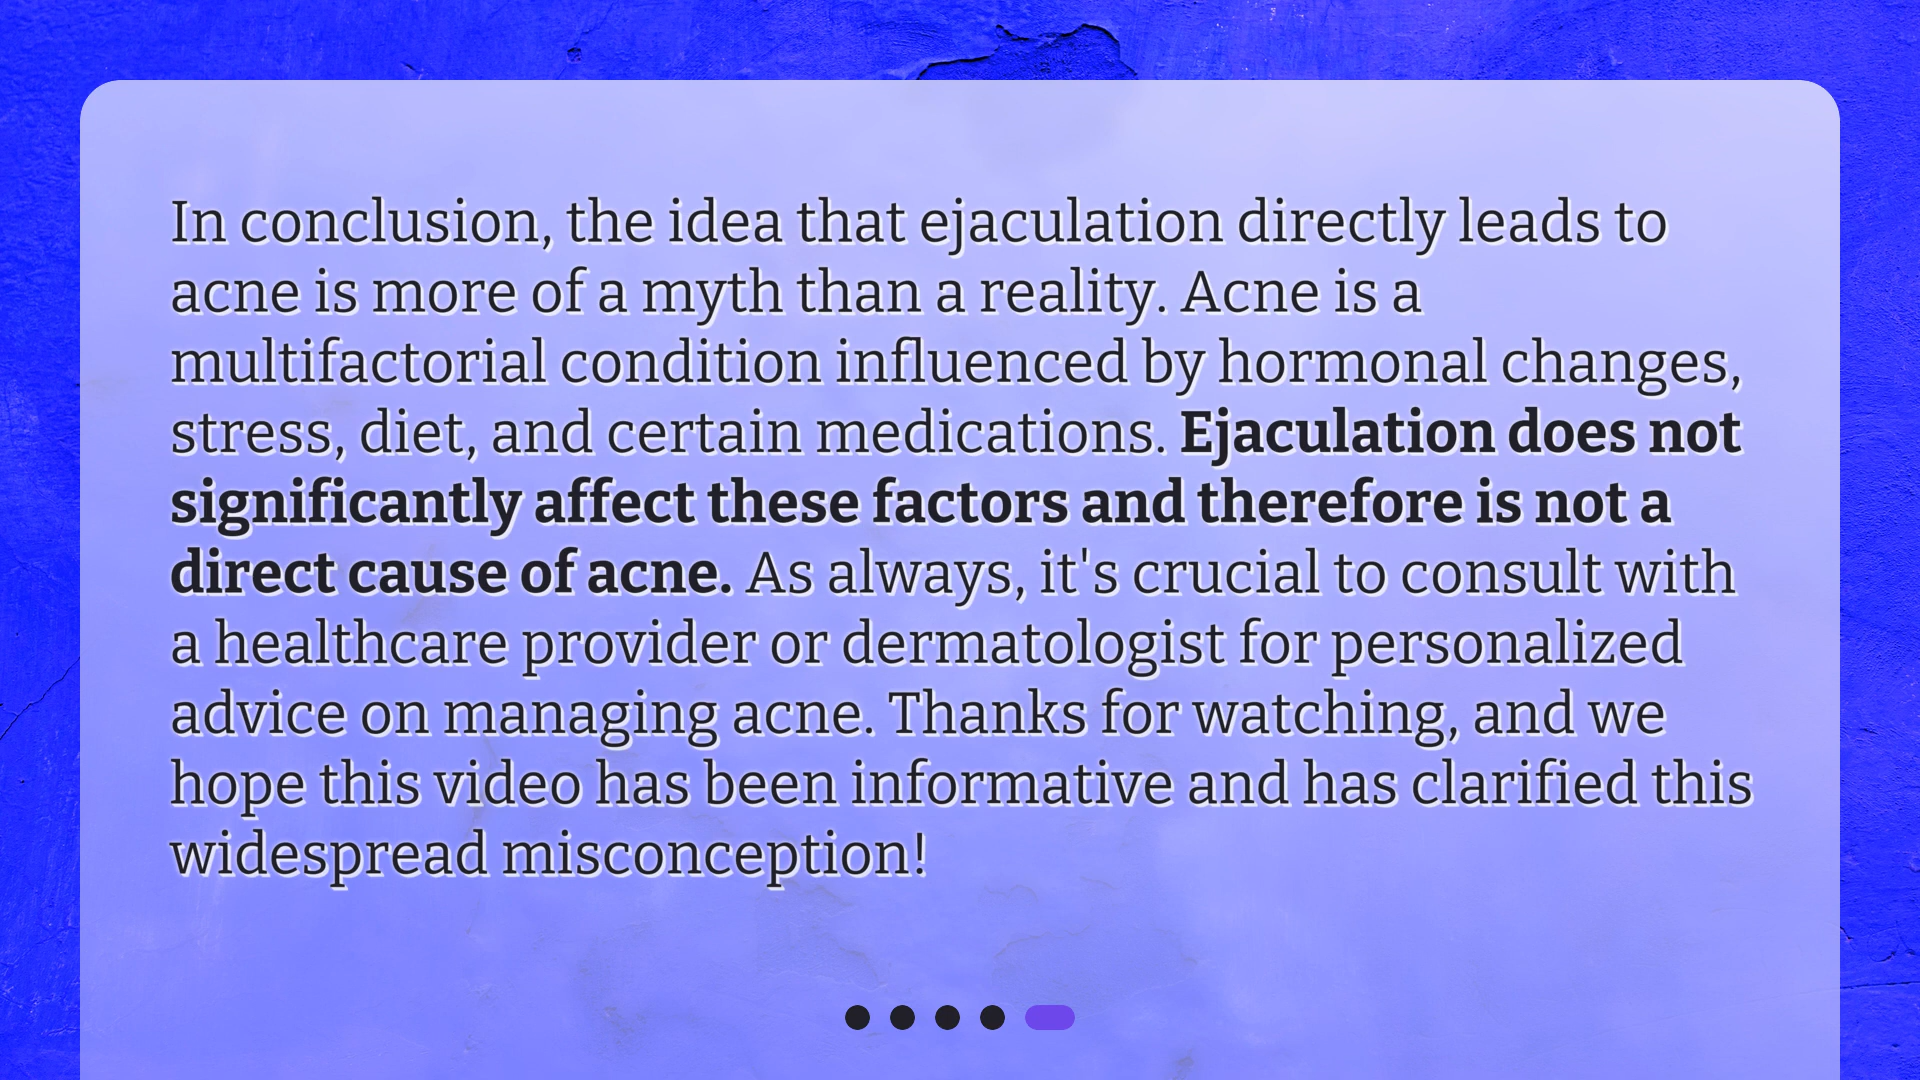 In conclusion, the idea that ejaculation directly leads to
acne is more of a myth than a reality. Acne is a
multifactorial condition influenced by hormonal changes,
stress, diet, and certain medications. Ejaculation does not
significantly affect these factors and therefore is not a
direct cause of acne. As always, it's crucial to consult with
a healthcare provider or dermatologist for personalized
advice on managing acne. Thanks for watching, and we
hope this video has been informative and has clarified this
widespread misconception!